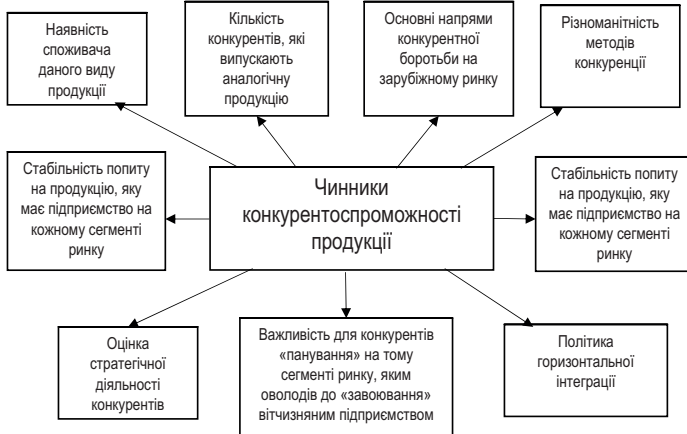 Наявність
споживача
даного виду
продукції
Кількість
конкурентів, які
випускають
аналогічну
продукцію
Основні напрями
конкурентної
боротьби на
зарубіжному ринку
Різноманітність
методів
конкуренції
Стабільність попиту
на продукцію, яку
має підприємство на
кожному сегменті
ринку
Чинники
конкурентоспроможності
продукції
Стабільність попиту
на продукцію, яку
має підприємство на
кожному сегменті
ринку
Оцінка
стратегічної
діяльності
конкурентів
Важливість для конкурентів
«панування» на тому
сегменті ринку, яким
оволодів до «завоювання»
вітчизняним підприємством
Політика
горизонтальної
інтеграції